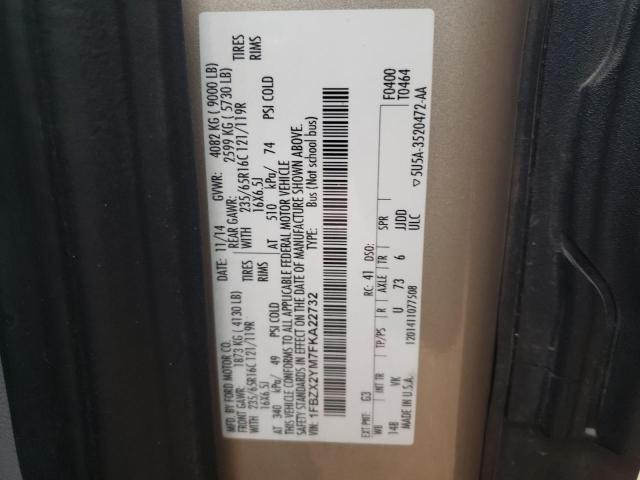 MFD. BY FORD MOTOR CO.
DATE: 11/14 GVWR: 4082 KG ( 9000 LB)
FRONT GAWR: 1873 KG ( 4130 LB) REAR GAWR: 2599 KG ( 5730 LB)
WITH 235/65R16C 121/119R TIRES WITH 235/65R16C 121/119R TIRES
16X6.5J RIMS 16X6.5J RIMS
AT 340 kPa/ 49 PSI COLD AT 510 kPa/ 74 PSI COLD
THIS VEHICLE CONFORMS TO ALL APPLICABLE FEDERAL MOTOR VEHICLE
SAFETY STANDARDS IN EFFECT ON THE DATE OF MANUFACTURE SHOWN ABOVE.
VIN: 1FBZX2YM7FKA22732 TYPE: Bus (Not school bus)
F0400
T0464
EXT PNT: G3 RC: 41 DSO:
WB INT TR TP/PS R AXLE TR SPR
148 VK U 73 6 JJDD
MADE IN U.S.A. 1201411077508 ULC
▽5U5A-3520472-AA